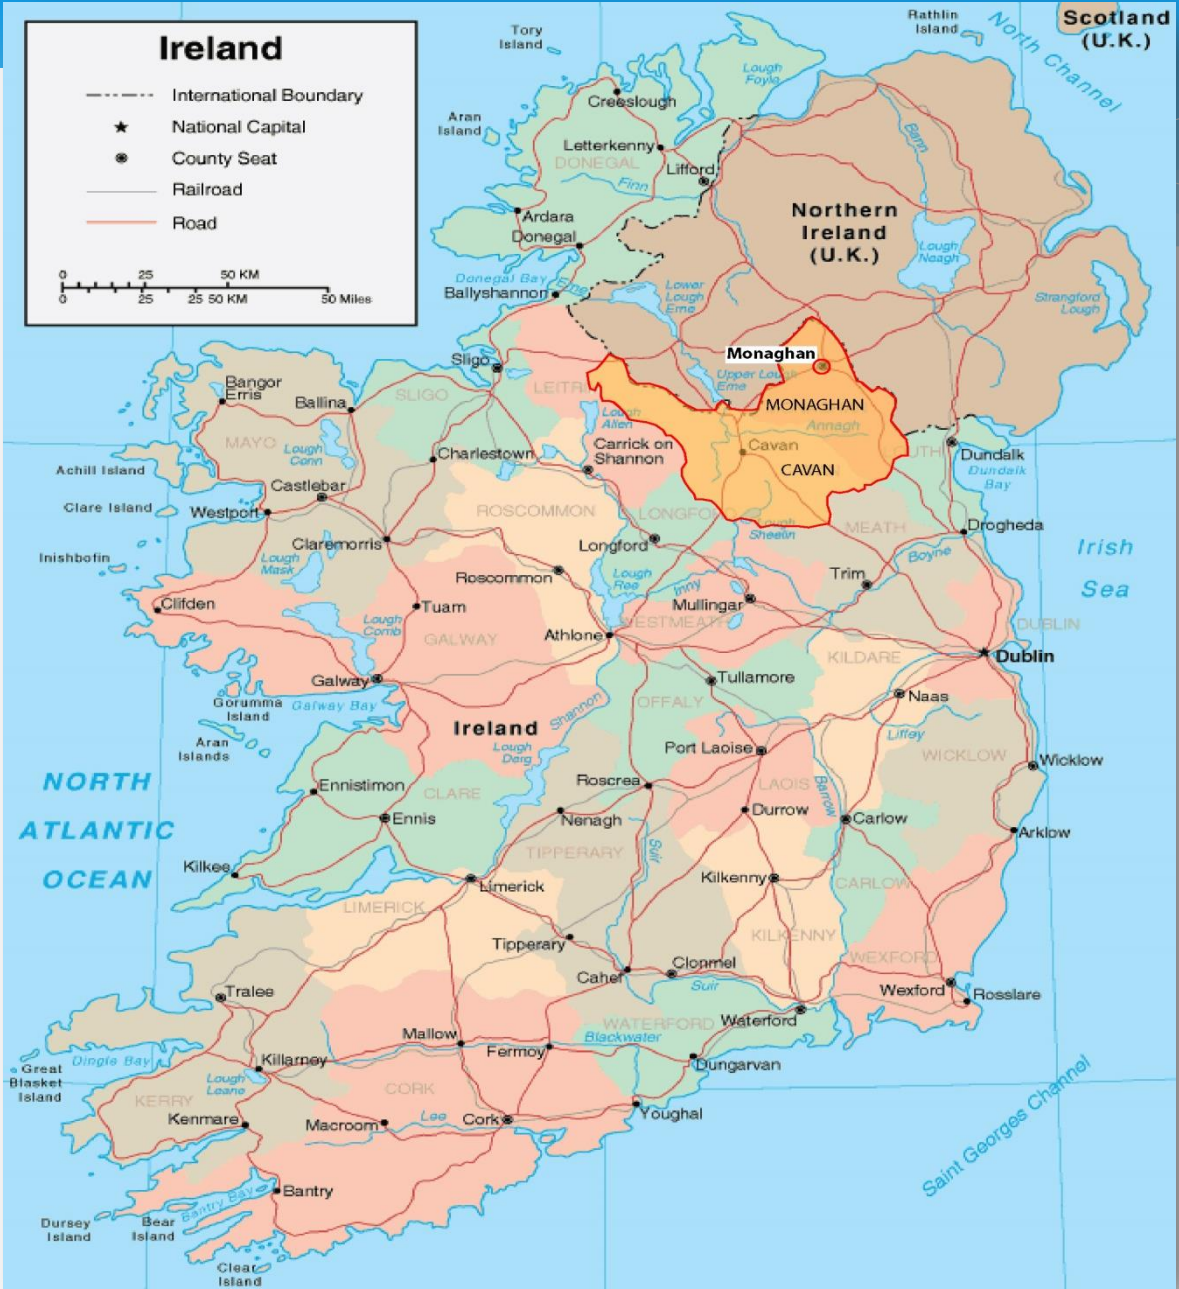 Ireland
International Boundary
National Capital
County Seat
Railroad
Road
0 25 50 KM
0 25 25 50 KM 50 Miles
Scotland
(U.K.)
Rathlin
Island
North Channel
Tory
Island
Aran
Island
Lough
Foyle
Creeslough
Letterkenny
DONEGAL
Lifford
Finn
Bann
Ardara
Donegal
Northern
Ireland
(U.K.)
Lough
Neagh
Donegal Bay
Erne
Ballyshannon
Lower
Lough
Erne
Strangford
Lough
Monaghan
Upper Lough
Erne
MONAGHAN
Annagh
Cavan
CAVAN
Sligo
LEITRI
SLIGO
Bangor
Erris
Ballina
MAYO
Lough
Conn
Lough
Allen
Carrick on
Shannon
Charlestown
Achill Island
Castlebar
Clare Island
Westport
Inishbofin
Claremorris
Lough
Mask
ROSCOMMON
LONGFORD
Longford
Lough
Sheelin
MEATH
OUTH
Dundalk
Dundalk
Bay
Drogheda
Boyne
Irish
Sea
Trim
Roscommon
Lough
Ree
Inny
Mullingar
WESTMEATH
Clifden
Tuam
Lough
Comb
GALWAY
Athlone
DUBLIN
Dublin
KILDARE
Galway
Gorumma
Island
Galway Bay
Aran
Islands
Tullamore
OFFALY
Naas
Liffey
Ireland
Shannon
Lough
Derg
Port Laoise
WICKLOW
Wicklow
NORTH
ATLANTIC
OCEAN
Ennistimon
CLARE
Ennis
Roscrea
LAOIS
Barrow
Nenagh
Durrow
Carlow
Arklow
Kilkee
TIPPERARY
Suir
Limerick
LIMERICK
Kilkenny
CARLOW
KILKENNY
Tipperary
Caher
Clonmel
Suir
WEXFORD
Wexford
Rosslare
Tralee
Mallow
Fermoy
WATERFORD
Waterford
Blackwater
Dungarvan
Dingle Bay
Great
Blasket
Island
Killarney
Lough
Leane
KERRY
CORK
Kenmare
Macroom
Lee
Cork
Youghal
Saint Georges Channel
Bantry
Bantry Bay
Dursey
Island
Bear
Island
Clear
Island